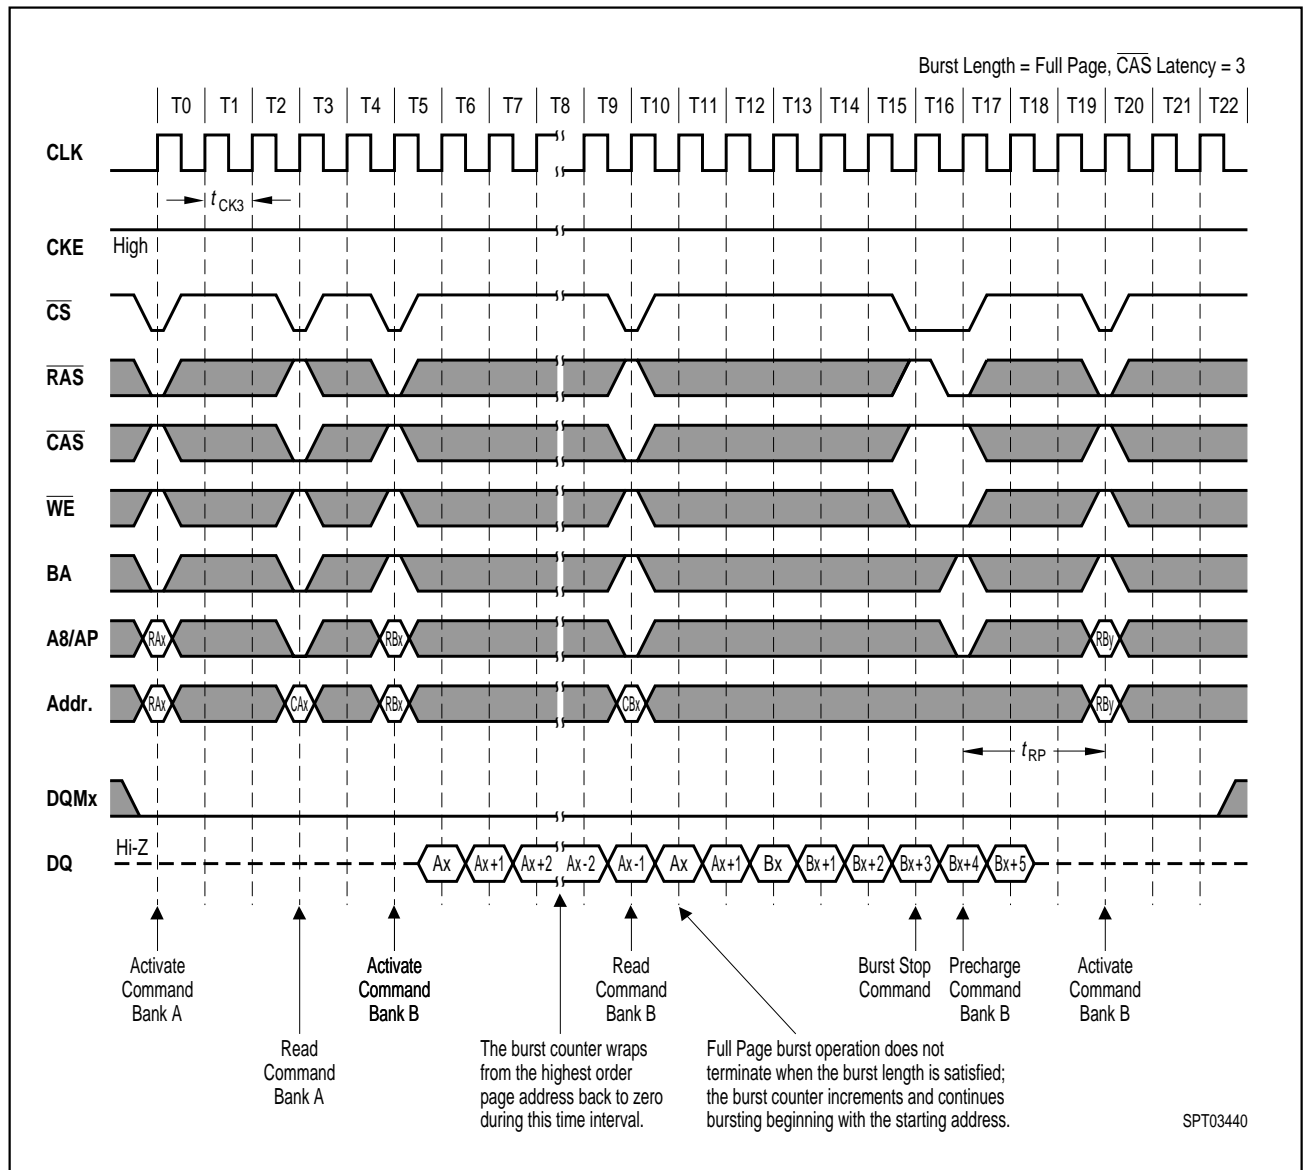 Burst Length = Full Page, CAS Latency = 3
T0 T1 T2 T3 T4 T5 T6 T7 T8 T9 T10 T11 T12 T13 T14 T15 T16 T17 T18 T19 T20 T21 T22
CLK
t CK3
CKE High
CS
RAS
CAS
WE
BA
A8/AP RAx RBx RBy
Addr. RAx CAx RBx CBx RBy
t RP
DQMx
DQ Hi-Z Ax Ax+1 Ax+2 Ax-2 Ax-1 Ax Ax+1 Bx Bx+1 Bx+2 Bx+3 Bx+4 Bx+5
Activate
Command
Bank A
Read
Command
Bank A
Activate
Command
Bank B
The burst counter wraps
from the highest order
page address back to zero
during this time interval.
Read
Command
Bank B
Full Page burst operation does not
terminate when the burst length is satisfied;
the burst counter increments and continues
bursting beginning with the starting address.
Burst Stop
Command
Precharge
Command
Bank B
Activate
Command
Bank B
SPT03440